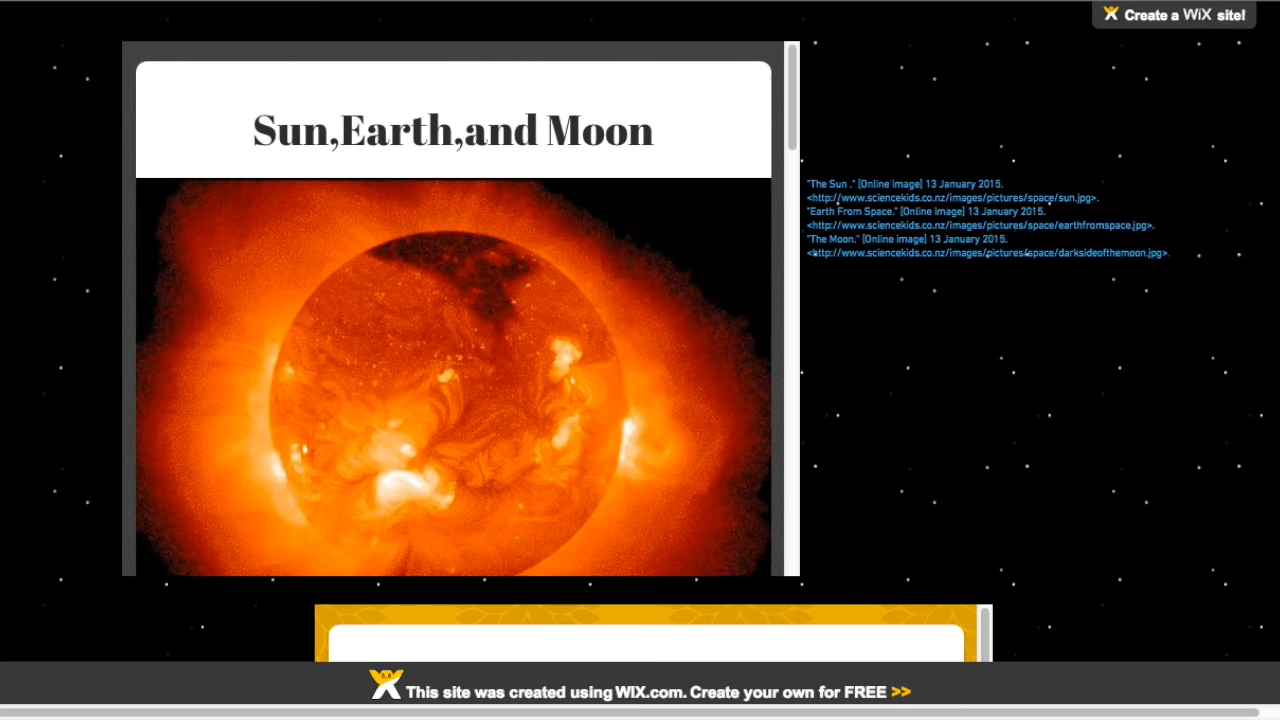 Create a WiX site!
Sun,Earth,and Moon
"The Sun ." [Online image] 13 January 2015.
<http://www.sciencekids.co.nz/images/pictures/space/sun.jpg>.
"Earth From Space." [Online image] 13 January 2015.
<http://www.sciencekids.co.nz/images/pictures/space/earthfromspace.jpg>.
"The Moon." [Online image] 13 January 2015.
<http://www.sciencekids.co.nz/images/pictures/space/darksideofthemoon.jpg>.
This site was created using WIX.com. Create your own for FREE >>